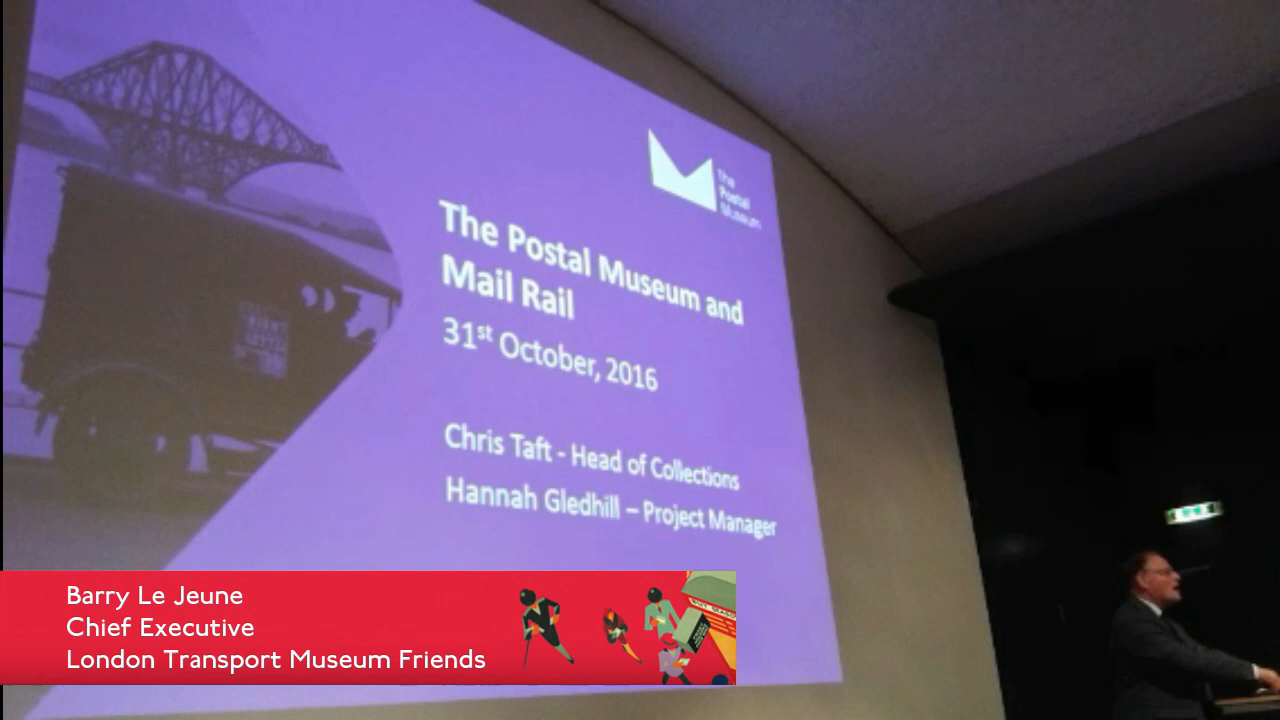 The
Postal
Museum
The Postal Museum and
Mail Rail
31st October, 2016
Chris Taft - Head of Collections
Hannah Gledhill – Project Manager
Barry Le Jeune
Chief Executive
London Transport Museum Friends